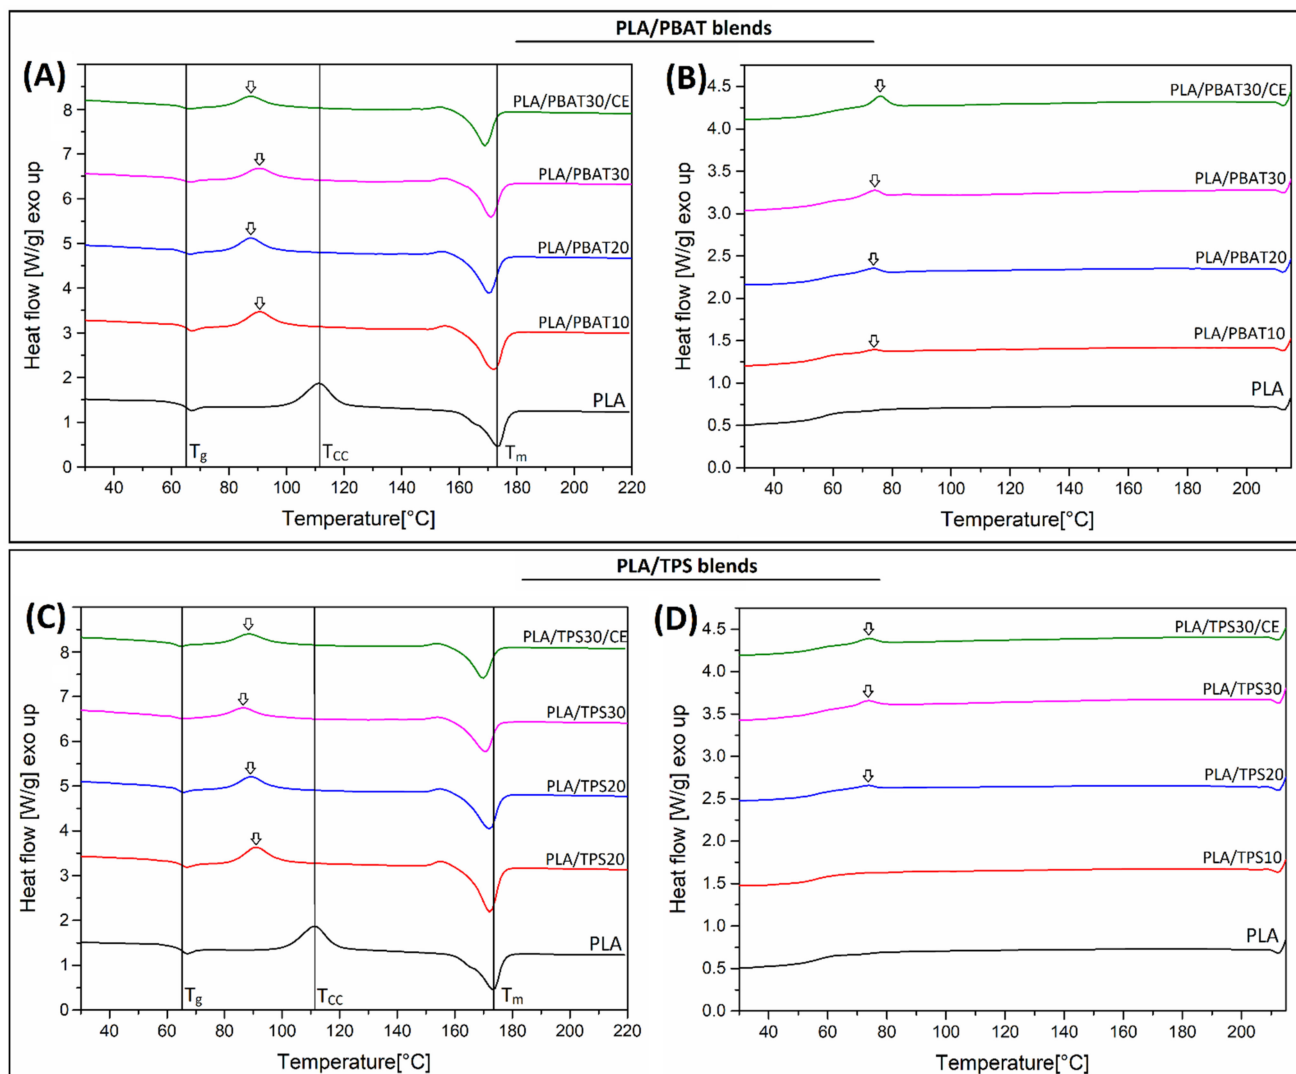 PLA/PBAT blends
(A)
Heat flow [W/g] exo up
8
7
6
5
4
3
2
1
0
PLA/PBAT30/CE
PLA/PBAT30
PLA/PBAT20
PLA/PBAT10
PLA
Tg
TCC
Tm
40 60 80 100 120 140 160 180 200 220
Temperature[°C]
(B)
Heat flow [W/g] exo up
4.5
4.0
3.5
3.0
2.5
2.0
1.5
1.0
0.5
0.0
PLA/PBAT30/CE
PLA/PBAT30
PLA/PBAT20
PLA/PBAT10
PLA
40 60 80 100 120 140 160 180 200
Temperature[°C]
PLA/TPS blends
(C)
Heat flow [W/g] exo up
8
7
6
5
4
3
2
1
0
PLA/TPS30/CE
PLA/TPS30
PLA/TPS20
PLA/TPS20
PLA
Tg
TCC
Tm
40 60 80 100 120 140 160 180 200 220
Temperature[°C]
(D)
Heat flow [W/g] exo up
4.5
4.0
3.5
3.0
2.5
2.0
1.5
1.0
0.5
0.0
PLA/TPS30/CE
PLA/TPS30
PLA/TPS20
PLA/TPS10
PLA
40 60 80 100 120 140 160 180 200
Temperature[°C]